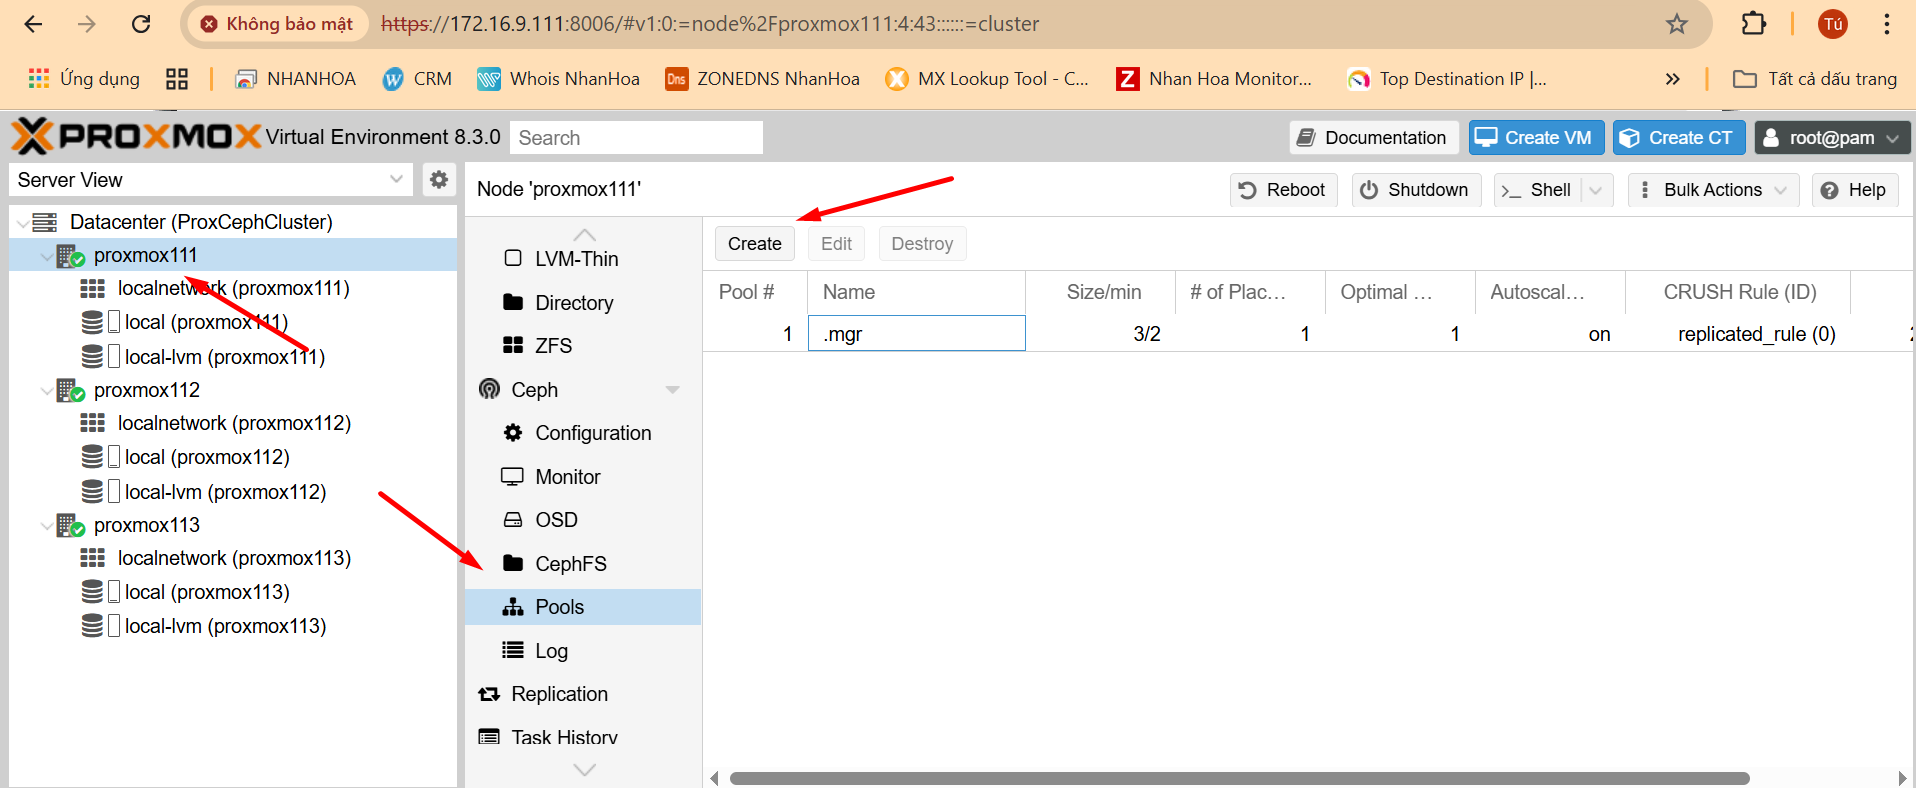 Không bảo mật
https://172.16.9.111:8006/#v1:0:=node%2Fproxmox111:4:43::::::=cluster
Tú
Ứng dụng
NHANHOA
CRM
Whois NhanHoa
Dns ZONEDNS NhanHoa
MX Lookup Tool - C...
Nhan Hoa Monitor...
Top Destination IP |...
Tất cả dấu trang
PROXMOX Virtual Environment 8.3.0
Search
Documentation
Create VM
Create CT
root@pam
Server View
Node 'proxmox111'
Reboot
Shutdown
Shell
Bulk Actions
Help
Datacenter (ProxCephCluster)
proxmox111
localnetwork (proxmox111)
local (proxmox111)
local-lvm (proxmox111)
proxmox112
localnetwork (proxmox112)
local (proxmox112)
local-lvm (proxmox112)
proxmox113
localnetwork (proxmox113)
local (proxmox113)
local-lvm (proxmox113)
LVM-Thin
Directory
ZFS
Ceph
Configuration
Monitor
OSD
CephFS
Pools
Log
Replication
Task History
Create
Edit
Destroy
Pool # Name Size/min # of Plac... Optimal ... Autoscal... CRUSH Rule (ID)
1 .mgr 3/2 1 1 on replicated_rule (0)